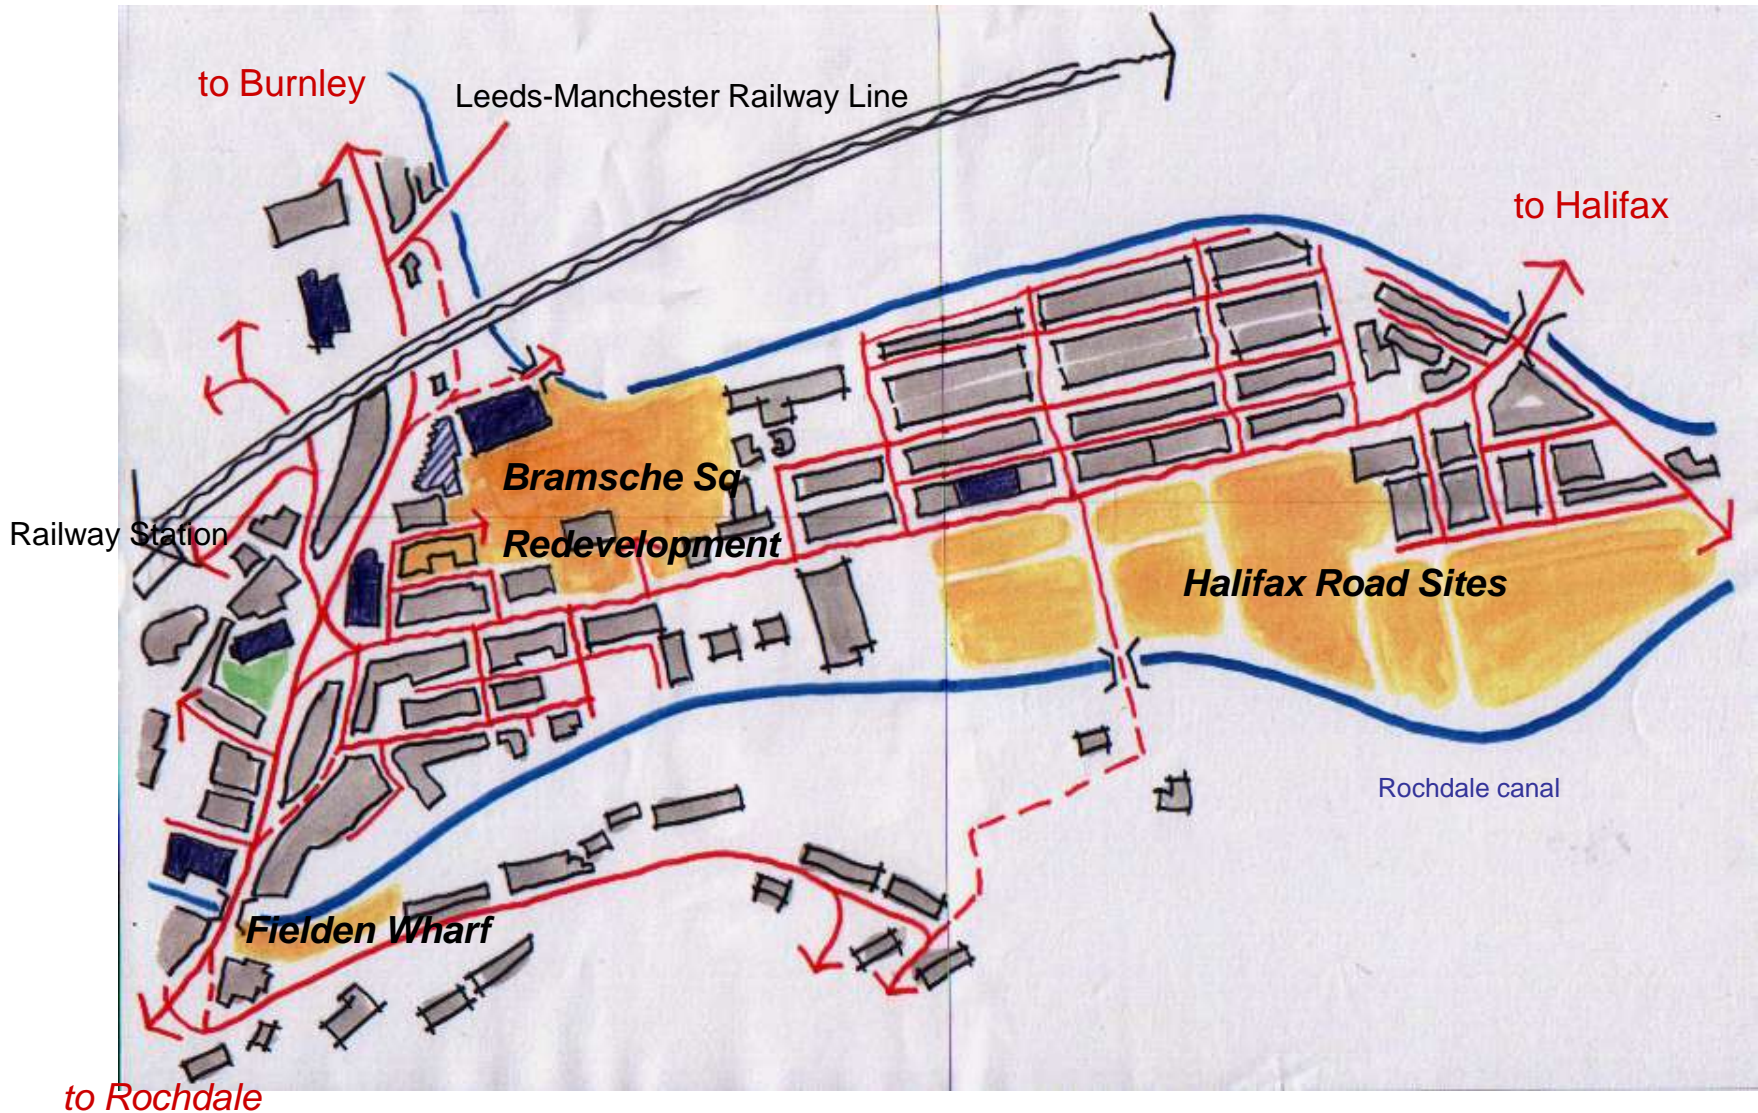 to Burnley
Leeds-Manchester Railway Line
to Halifax
Bramsche Sq
Redevelopment
Railway Station
Halifax Road Sites
Rochdale canal
Fielden Wharf
to Rochdale